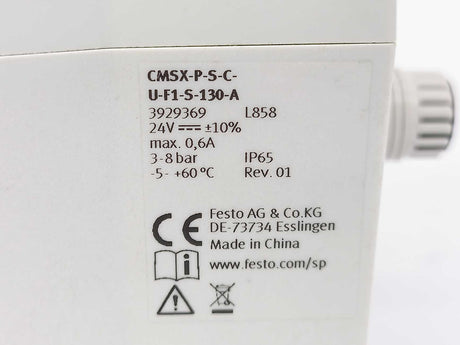 CMSX-P-S-C-
U-F1-S-130-A
3929369 L858
24V ⎓ ±10%
max. 0,6A
3-8 bar IP65
-5- +60 °C Rev. 01
CE Festo AG & Co.KG
DE-73734 Esslingen
Made in China
www.festo.com/sp